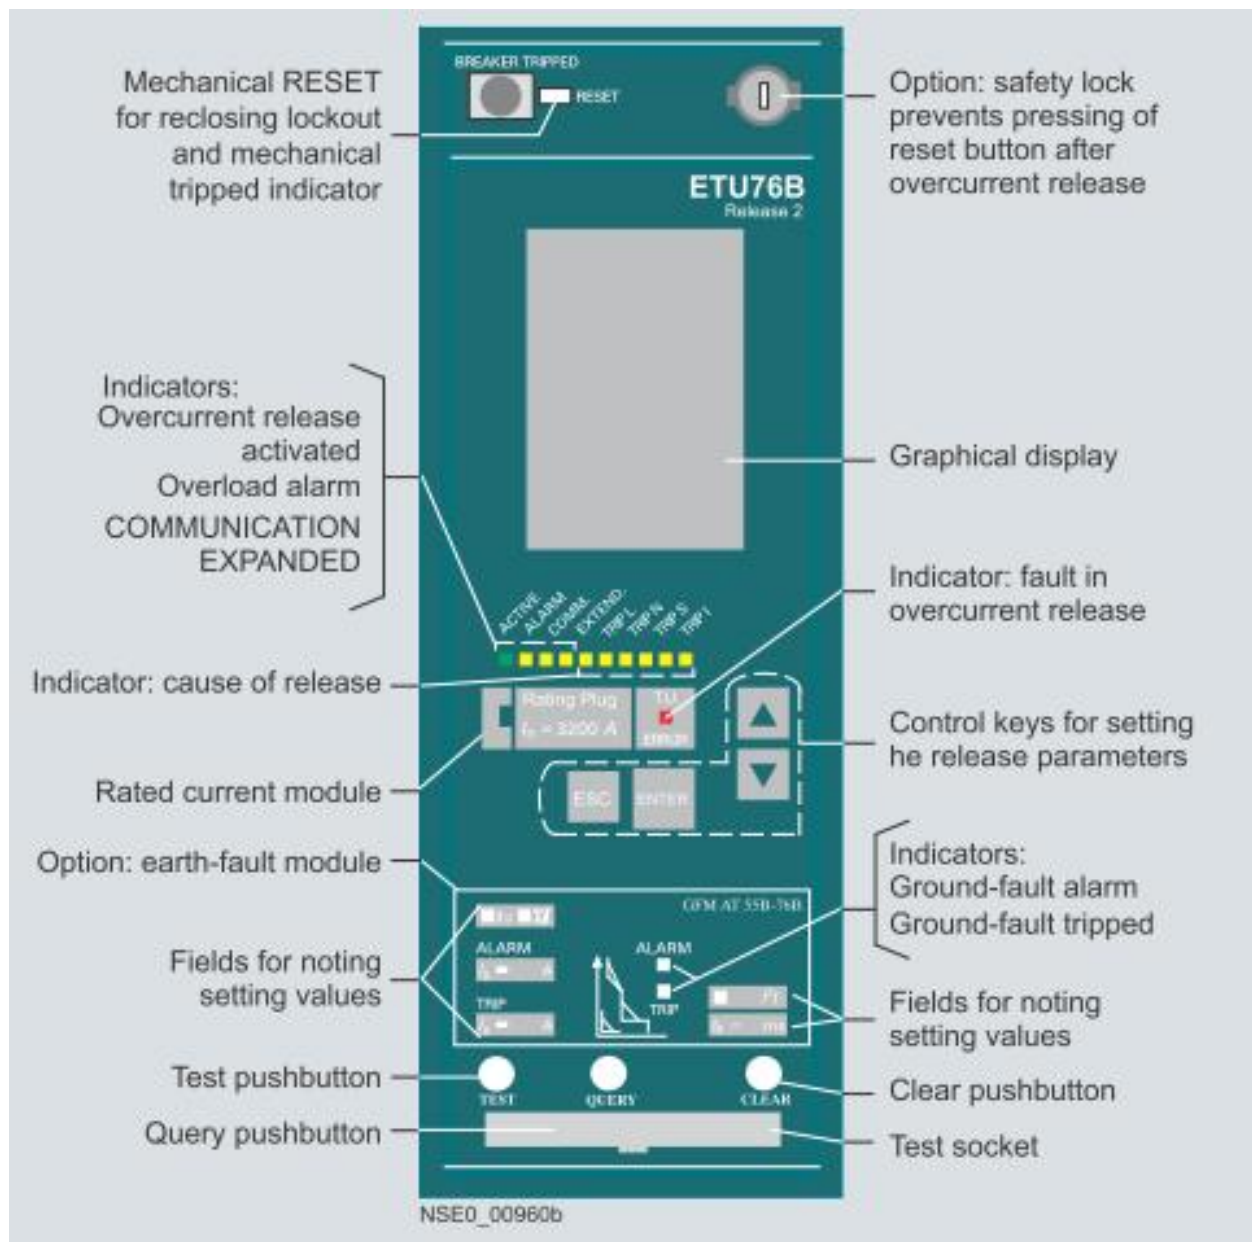 BREAKER TRIPPED
RESET
Mechanical RESET
for reclosing lockout
and mechanical
tripped indicator
Option: safety lock
prevents pressing of
reset button after
overcurrent release
ETU76B
Release 2
Indicators:
Overcurrent release
activated
Overload alarm
COMMUNICATION
EXPANDED
Graphical display
Indicator: fault in
overcurrent release
ACTIVE
ALARM
COMM.
EXTEND.
TRIP L
TRIP N
TRIP S
TRIP I
Indicator: cause of release
Rating Plug
= 3200 A
T.U.
ERROR
Control keys for setting
he release parameters
Rated current module
ESC
ENTER
Option: earth-fault module
Indicators:
Ground-fault alarm
Ground-fault tripped
GFM AT 55B-76B
ALARM
A
TRIP
A
ALARM
TRIP
ms
Fields for noting
setting values
Fields for noting
setting values
Test pushbutton
TEST
QUERY
CLEAR
Clear pushbutton
Query pushbutton
Test socket
NSE0_00960b